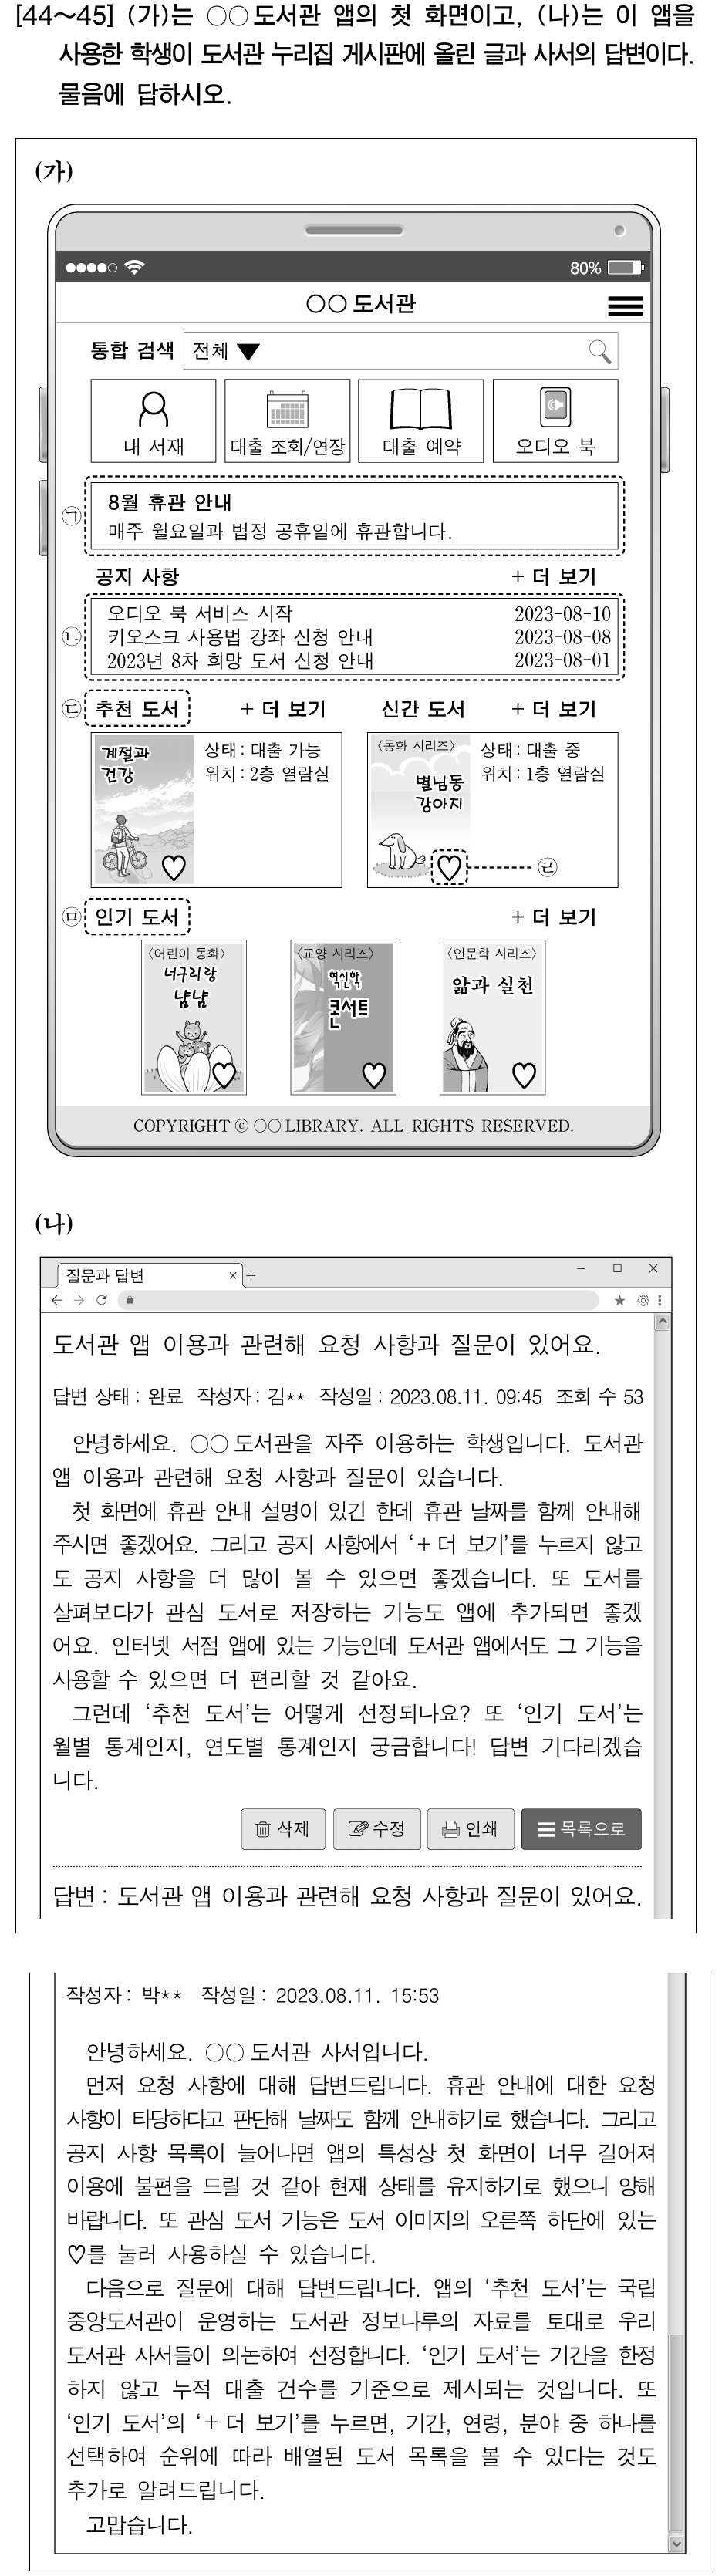 [44~45] (가)는 ○○ 도서관 앱의 첫 화면이고, (나)는 이 앱을
사용한 학생이 도서관 누리집 게시판에 올린 글과 사서의 답변이다.
물음에 답하시오.
(가)
80%
○○ 도서관
통합 검색 전체 ▼
내 서재 대출 조회/연장 대출 예약 오디오 북
㉠ 8월 휴관 안내
매주 월요일과 법정 공휴일에 휴관합니다.
공지 사항 + 더 보기
㉡ 오디오 북 서비스 시작 2023-08-10
키오스크 사용법 강좌 신청 안내 2023-08-08
2023년 8차 희망 도서 신청 안내 2023-08-01
㉢ 추천 도서 + 더 보기 신간 도서 + 더 보기
계절과
건강
상태 : 대출 가능
위치 : 2층 열람실
〈동화 시리즈〉
별님동
강아지
상태 : 대출 중
위치 : 1층 열람실
♡ ㉣
㉤ 인기 도서 + 더 보기
〈어린이 동화〉
너구리랑
냠냠
〈교양 시리즈〉
혁신학
콘서트
〈인문학 시리즈〉
앎과 실천
COPYRIGHT ⓒ ○○ LIBRARY. ALL RIGHTS RESERVED.
(나)
질문과 답변 × +
도서관 앱 이용과 관련해 요청 사항과 질문이 있어요.
답변 상태 : 완료 작성자 : 김** 작성일 : 2023.08.11. 09:45 조회 수 53
안녕하세요. ○○ 도서관을 자주 이용하는 학생입니다. 도서관
앱 이용과 관련해 요청 사항과 질문이 있습니다.
첫 화면에 휴관 안내 설명이 있긴 한데 휴관 날짜를 함께 안내해
주시면 좋겠어요. 그리고 공지 사항에서 ‘+ 더 보기’를 누르지 않고
도 공지 사항을 더 많이 볼 수 있으면 좋겠습니다. 또 도서를
살펴보다가 관심 도서로 저장하는 기능도 앱에 추가되면 좋겠
어요. 인터넷 서점 앱에 있는 기능인데 도서관 앱에서도 그 기능을
사용할 수 있으면 더 편리할 것 같아요.
그런데 ‘추천 도서’는 어떻게 선정되나요? 또 ‘인기 도서’는
월별 통계인지, 연도별 통계인지 궁금합니다! 답변 기다리겠습
니다.
삭제 수정 인쇄 목록으로
답변 : 도서관 앱 이용과 관련해 요청 사항과 질문이 있어요.
작성자 : 박** 작성일 : 2023.08.11. 15:53
안녕하세요. ○○ 도서관 사서입니다.
먼저 요청 사항에 대해 답변드립니다. 휴관 안내에 대한 요청
사항이 타당하다고 판단해 날짜도 함께 안내하기로 했습니다. 그리고
공지 사항 목록이 늘어나면 앱의 특성상 첫 화면이 너무 길어져
이용에 불편을 드릴 것 같아 현재 상태를 유지하기로 했으니 양해
바랍니다. 또 관심 도서 기능은 도서 이미지의 오른쪽 하단에 있는
♡를 눌러 사용하실 수 있습니다.
다음으로 질문에 대해 답변드립니다. 앱의 ‘추천 도서’는 국립
중앙도서관이 운영하는 도서관 정보나루의 자료를 토대로 우리
도서관 사서들이 의논하여 선정합니다. ‘인기 도서’는 기간을 한정
하지 않고 누적 대출 건수를 기준으로 제시되는 것입니다. 또
‘인기 도서’의 ‘+ 더 보기’를 누르면, 기간, 연령, 분야 중 하나를
선택하여 순위에 따라 배열된 도서 목록을 볼 수 있다는 것도
추가로 알려드립니다.
고맙습니다.